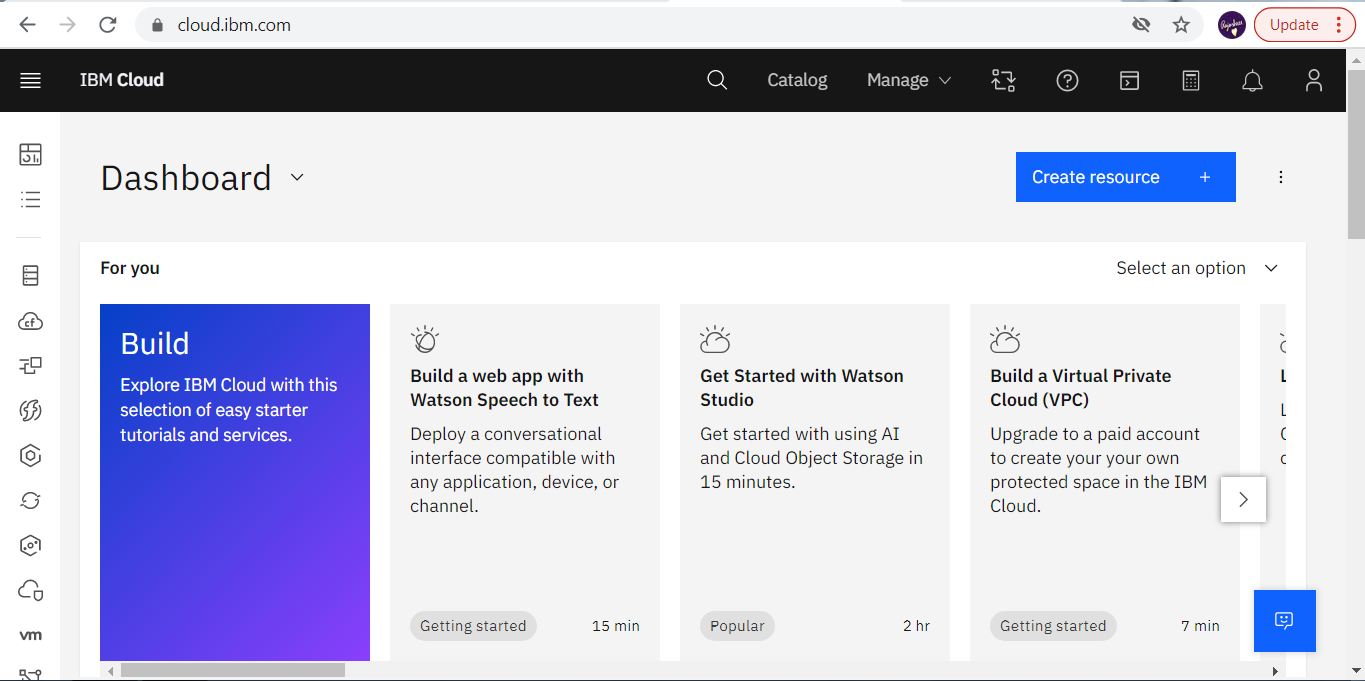 cloud.ibm.com
Update
IBM Cloud
Catalog
Manage
Dashboard
Create resource +
For you
Select an option
Build
Explore IBM Cloud with this
selection of easy starter
tutorials and services.
Build a web app with
Watson Speech to Text
Deploy a conversational
interface compatible with
any application, device, or
channel.
Getting started
15 min
Get Started with Watson
Studio
Get started with using AI
and Cloud Object Storage in
15 minutes.
Popular
2 hr
Build a Virtual Private
Cloud (VPC)
Upgrade to a paid account
to create your your own
protected space in the IBM
Cloud.
Getting started
7 min
cf
vm